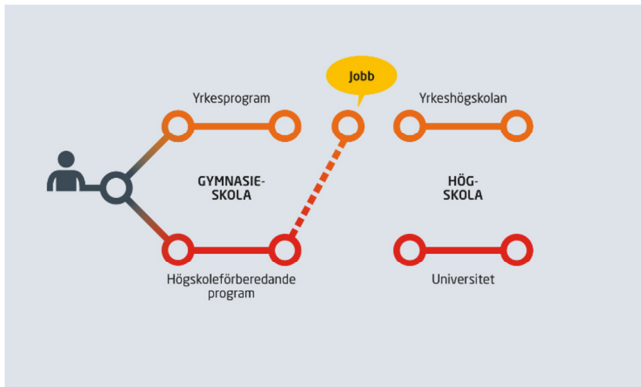 Jobb
Yrkesprogram
Yrkeshögskolan
GYMNASIE-
SKOLA
HÖG-
SKOLA
Högskoleförberedande
program
Universitet